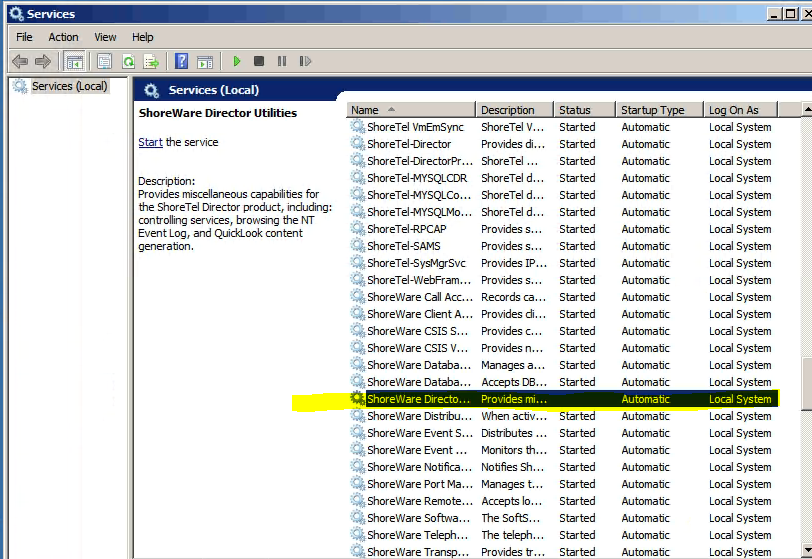 Services
File Action View Help
Services (Local)
Services (Local)
ShoreWare Director Utilities
Start the service
Description:
Provides miscellaneous capabilities for
the ShoreTel Director product, including:
controlling services, browsing the NT
Event Log, and QuickLook content
generation.
Name Description Status Startup Type Log On As
ShoreTel VmEmSync ShoreTel V... Started Automatic Local System
ShoreTel-Director Provides di... Started Automatic Local System
ShoreTel-DirectorPr... ShoreTel ... Started Automatic Local System
ShoreTel-MYSQLCDR ShoreTel d... Started Automatic Local System
ShoreTel-MYSQLCo... ShoreTel d... Started Automatic Local System
ShoreTel-MYSQLMo... ShoreTel d... Started Automatic Local System
ShoreTel-RPCAP Provides s... Started Automatic Local System
ShoreTel-SAMS Provides s... Started Automatic Local System
ShoreTel-SysMgrSvc Provides IP... Started Automatic Local System
ShoreTel-WebFram... Provides s... Started Automatic Local System
ShoreWare Call Acc... Records ca... Started Automatic Local System
ShoreWare Client A... Provides cli... Started Automatic Local System
ShoreWare CSIS S... Provides c... Started Automatic Local System
ShoreWare CSIS V... Provides n... Started Automatic Local System
ShoreWare Databa... Manages a... Started Automatic Local System
ShoreWare Databa... Accepts DB... Started Automatic Local System
ShoreWare Directo... Provides mi... Automatic Local System
ShoreWare Distribu... When activ... Started Automatic Local System
ShoreWare Event S... Distributes ... Started Automatic Local System
ShoreWare Event ... Monitors th... Started Automatic Local System
ShoreWare Notifica... Notifies Sh... Started Automatic Local System
ShoreWare Port Ma... Manages t... Started Automatic Local System
ShoreWare Remote... Accepts lo... Started Automatic Local System
ShoreWare Softwa... The SoftS... Started Automatic Local System
ShoreWare Teleph... The teleph... Started Automatic Local System
ShoreWare Transp... Provides tr... Started Automatic Local System